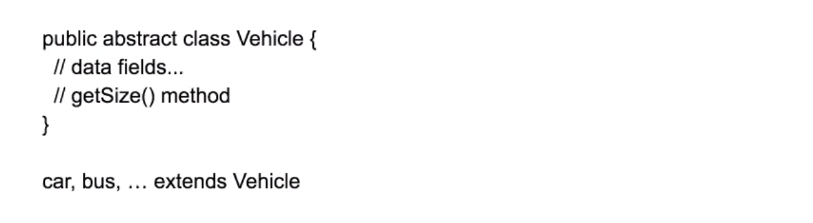 public abstract class Vehicle {
// data fields...
// getSize() method
}
car, bus, … extends Vehicle